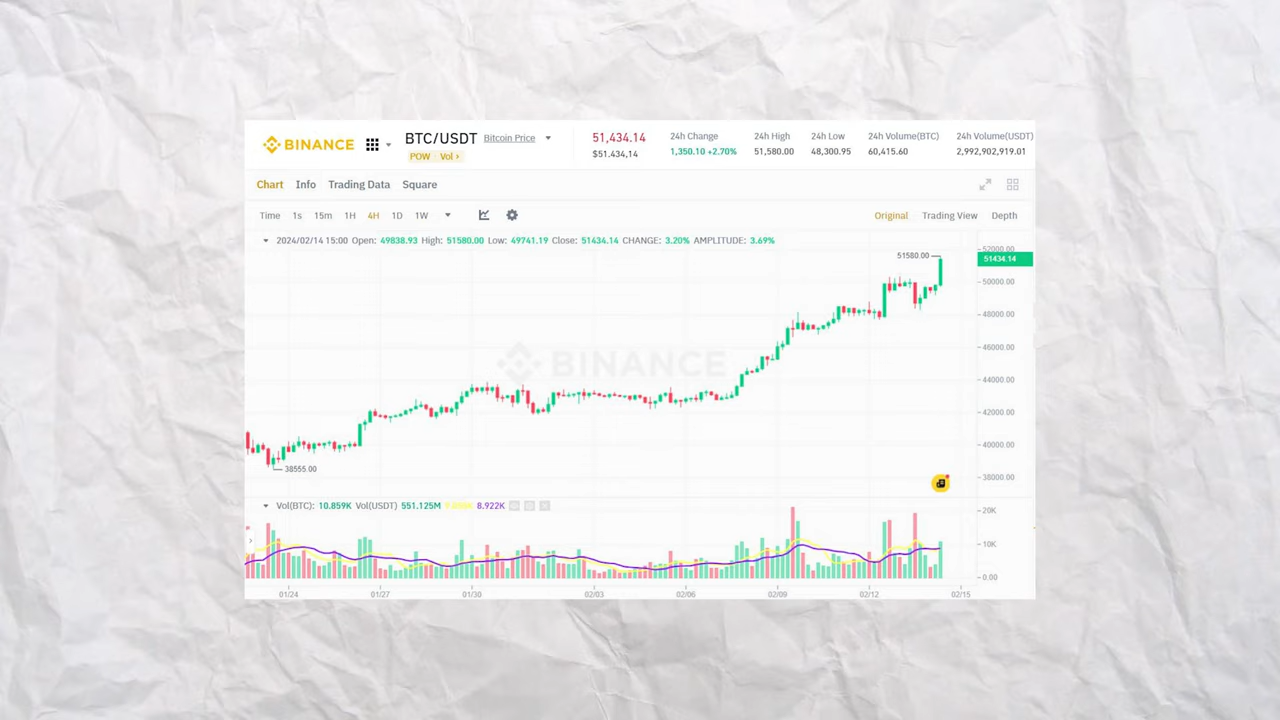 BINANCE BTC/USDT Bitcoin Price 51,434.14 24h Change 24h High 24h Low 24h Volume(BTC) 24h Volume(USDT)
POW Vol > $51.434,14 1,350.10 +2.70% 51,580.00 48,300.95 60,415.60 2,992,902,919.01
Chart Info Trading Data Square
Time 1s 15m 1H 4H 1D 1W Original Trading View Depth
2024/02/14 15:00 Open: 49838.93 High: 51580.00 Low: 49741.19 Close: 51434.14 CHANGE: 3.20% AMPLITUDE: 3.69%
52000.00
51580.00
51434.14
50000.00
48000.00
46000.00
BINANCE
44000.00
42000.00
40000.00
38555.00
38000.00
Vol(BTC): 10.859K Vol(USDT) 551.125M 8.922K
20K
10K
0.00
01/24 01/27 01/30 02/03 02/06 02/09 02/12 02/15